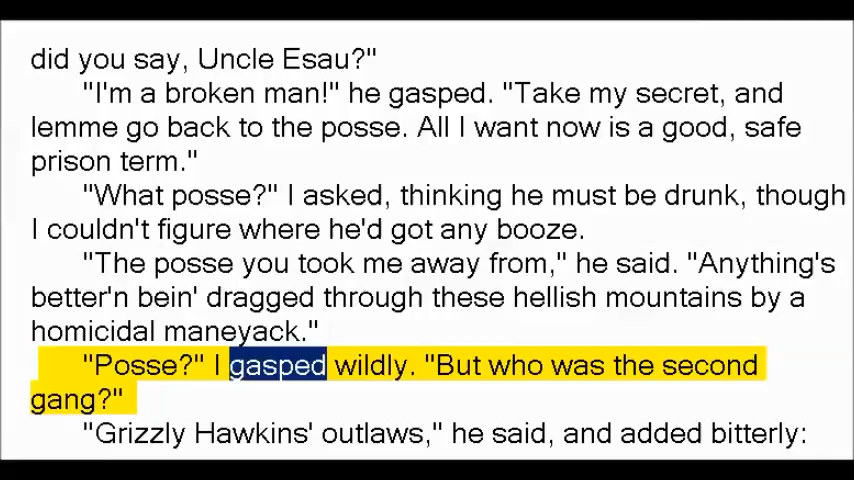 did you say, Uncle Esau?"
"I'm a broken man!" he gasped. "Take my secret, and
lemme go back to the posse. All I want now is a good, safe
prison term."
"What posse?" I asked, thinking he must be drunk, though
I couldn't figure where he'd got any booze.
"The posse you took me away from," he said. "Anything's
better'n bein' dragged through these hellish mountains by a
homicidal maneyack."
"Posse?" I gasped wildly. "But who was the second
gang?"
"Grizzly Hawkins' outlaws," he said, and added bitterly: